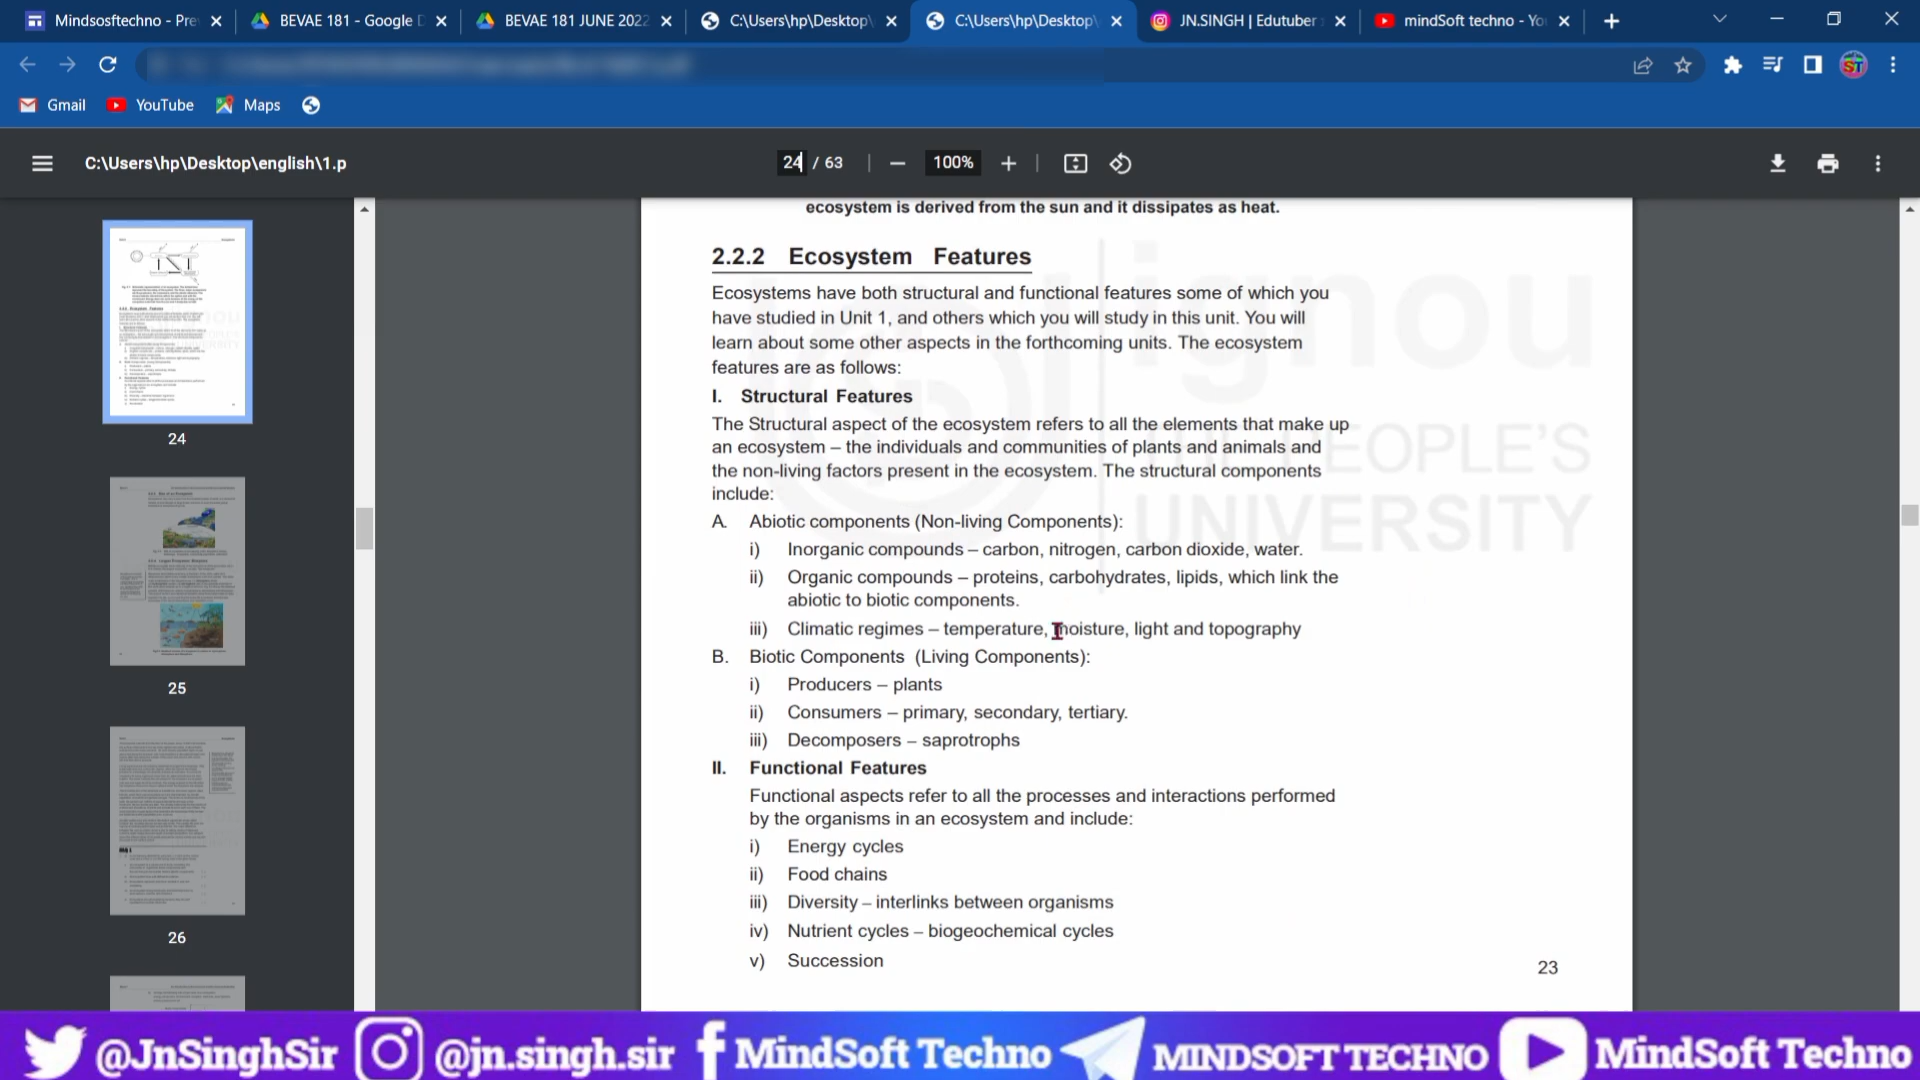 Mindsosftechno - Pre
BEVAE 181 - Google D
BEVAE 181 JUNE 2022
C:\Users\hp\Desktop\
C:\Users\hp\Desktop\
JN.SINGH | Edutuber
mindSoft techno - Yo
ST
Gmail
YouTube
Maps
C:\Users\hp\Desktop\english\1.p
24 / 63
100%
24
25
26
ecosystem is derived from the sun and it dissipates as heat.
2.2.2 Ecosystem Features
Ecosystems have both structural and functional features some of which you
have studied in Unit 1, and others which you will study in this unit. You will
learn about some other aspects in the forthcoming units. The ecosystem
features are as follows:
I. Structural Features
The Structural aspect of the ecosystem refers to all the elements that make up
an ecosystem – the individuals and communities of plants and animals and
the non-living factors present in the ecosystem. The structural components
include:
A. Abiotic components (Non-living Components):
i) Inorganic compounds – carbon, nitrogen, carbon dioxide, water.
ii) Organic compounds – proteins, carbohydrates, lipids, which link the
abiotic to biotic components.
iii) Climatic regimes – temperature, moisture, light and topography
B. Biotic Components (Living Components):
i) Producers – plants
ii) Consumers – primary, secondary, tertiary.
iii) Decomposers – saprotrophs
II. Functional Features
Functional aspects refer to all the processes and interactions performed
by the organisms in an ecosystem and include:
i) Energy cycles
ii) Food chains
iii) Diversity – interlinks between organisms
iv) Nutrient cycles – biogeochemical cycles
v) Succession
23
ignou
THE PEOPLE'S
UNIVERSITY
@JnSinghSir
@jn.singh.sir
MindSoft Techno
MINDSOFT TECHNO
MindSoft Techno